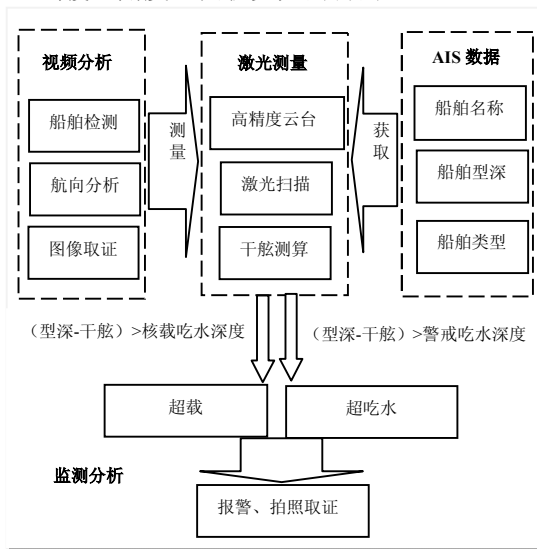 视频分析
船舶检测
航向分析
图像取证
测量
激光测量
高精度云台
激光扫描
干舷测算
获取
AIS 数据
船舶名称
船舶型深
船舶类型
（型深-干舷）>核载吃水深度
（型深-干舷）>警戒吃水深度
超载
超吃水
监测分析
报警、拍照取证